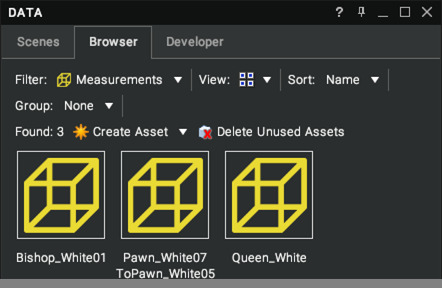 DATA ?
Scenes Browser Developer
Filter: Measurements View: Sort: Name
Group: None
Found: 3 Create Asset Delete Unused Assets
Bishop_White01 Pawn_White07 Queen_White
ToPawn_White05